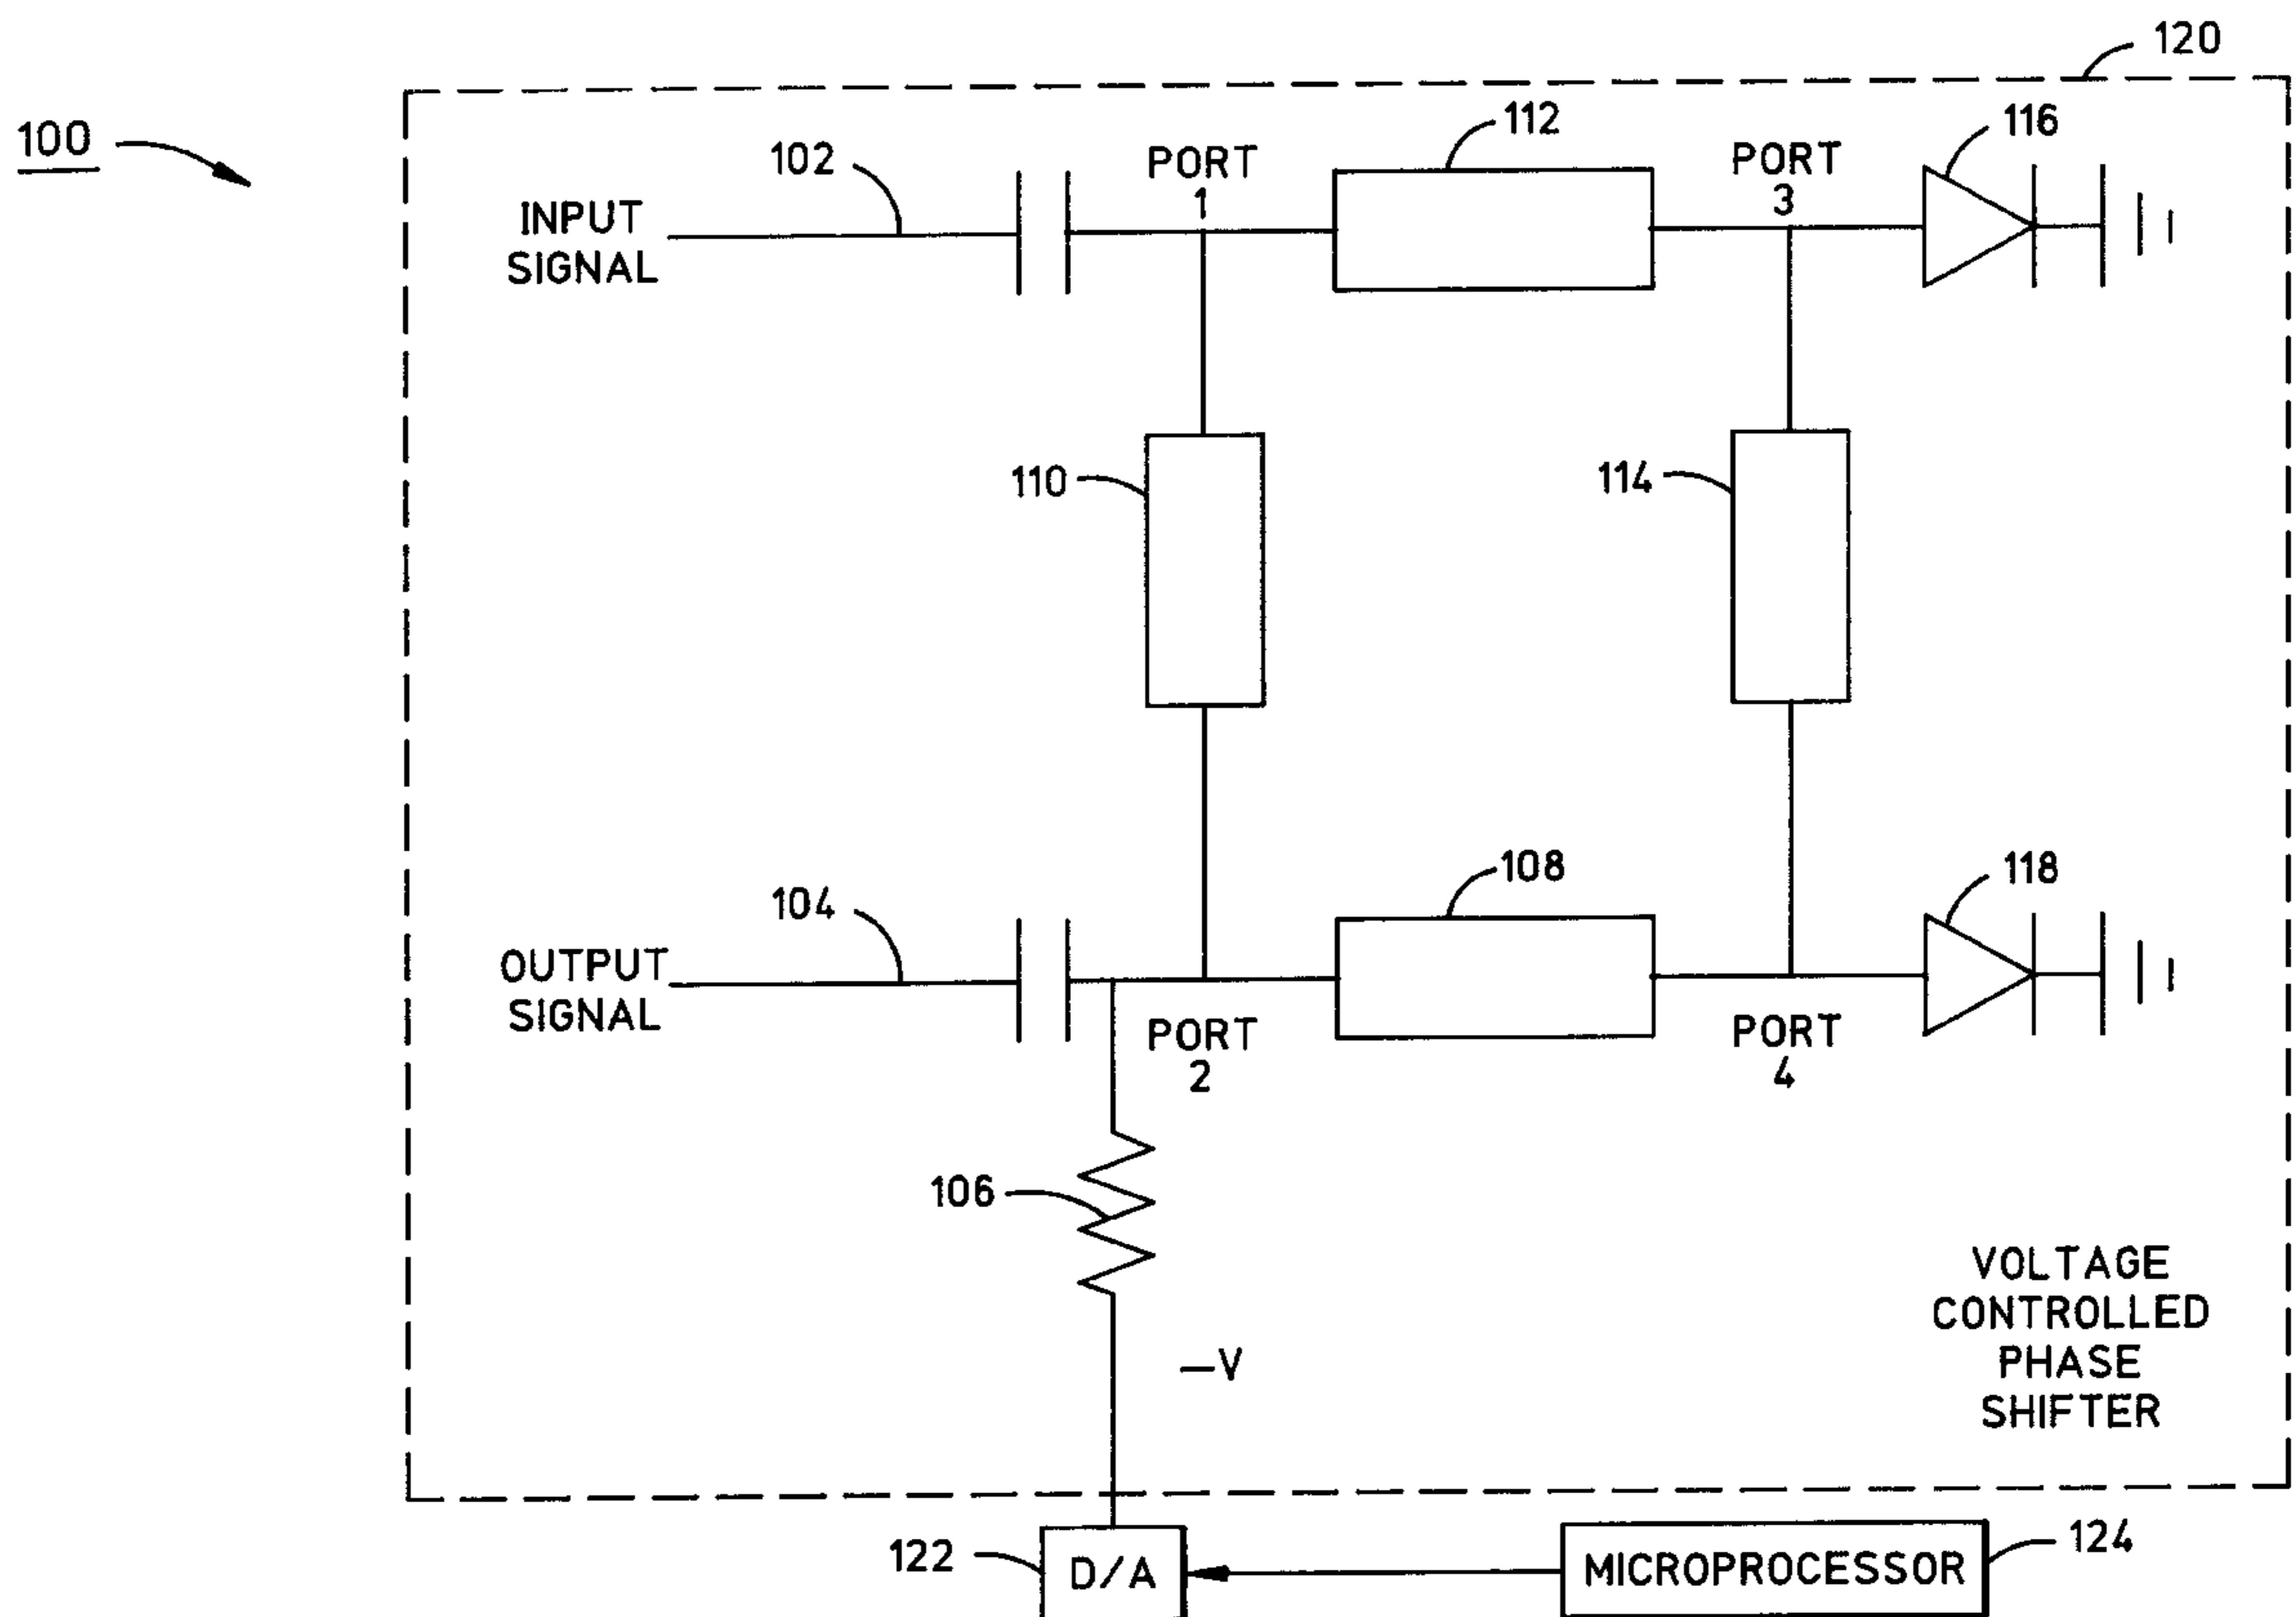 120
100
112
116
102
PORT
1
PORT
3
INPUT
SIGNAL
110
114
108
118
104
OUTPUT
SIGNAL
PORT
2
PORT
4
106
VOLTAGE
CONTROLLED
PHASE
SHIFTER
—V
122
D/A
MICROPROCESSOR
124